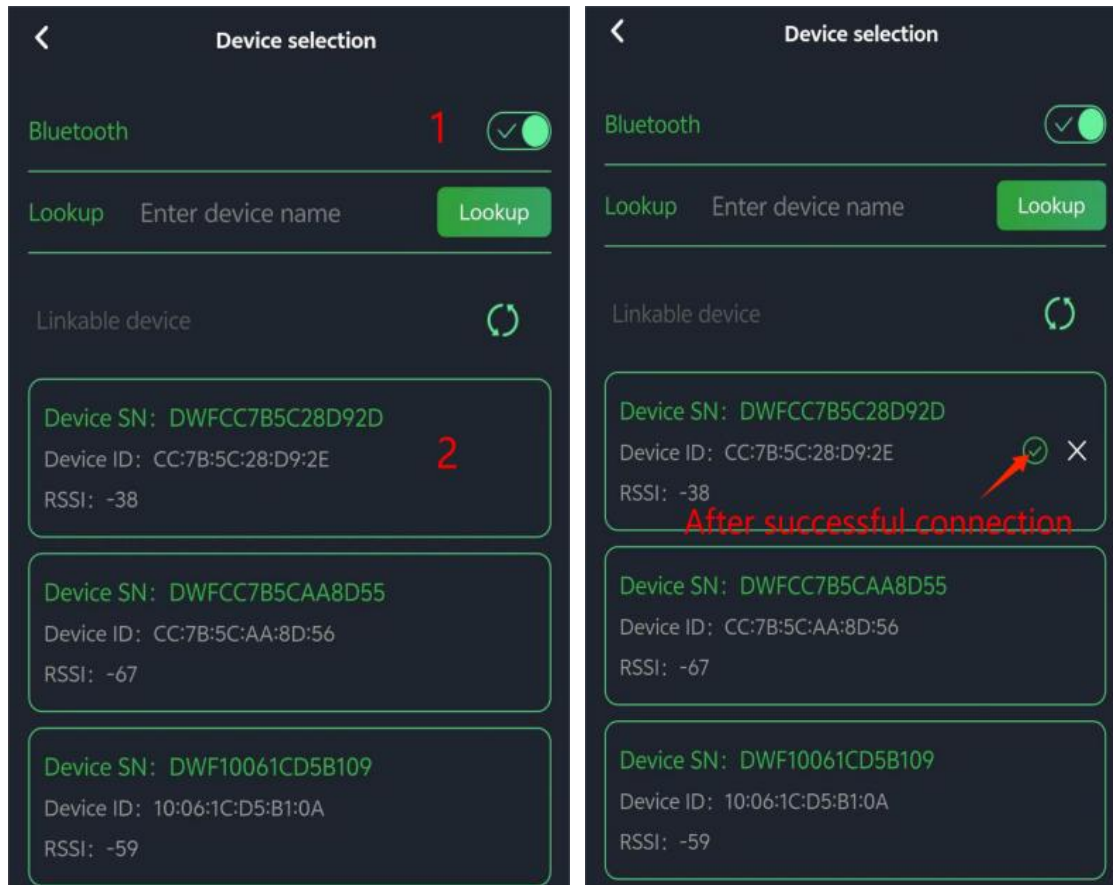 Device selection
Bluetooth 1
Lookup Enter device name Lookup
Linkable device
Device SN: DWFCC7B5C28D92D
Device ID: CC:7B:5C:28:D9:2E 2
RSSI: -38
Device SN: DWFCC7B5CAA8D55
Device ID: CC:7B:5C:AA:8D:56
RSSI: -67
Device SN: DWF10061CD5B109
Device ID: 10:06:1C:D5:B1:0A
RSSI: -59
Device selection
Bluetooth
Lookup Enter device name Lookup
Linkable device
Device SN: DWFCC7B5C28D92D
Device ID: CC:7B:5C:28:D9:2E
RSSI: -38
After successful connection
Device SN: DWFCC7B5CAA8D55
Device ID: CC:7B:5C:AA:8D:56
RSSI: -67
Device SN: DWF10061CD5B109
Device ID: 10:06:1C:D5:B1:0A
RSSI: -59